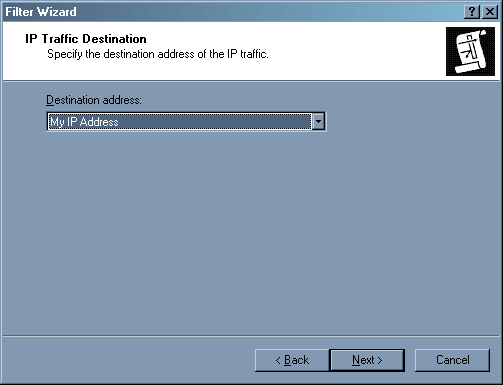 Filter Wizard
IP Traffic Destination
Specify the destination address of the IP traffic.
Destination address:
My IP Address
< Back
Next >
Cancel